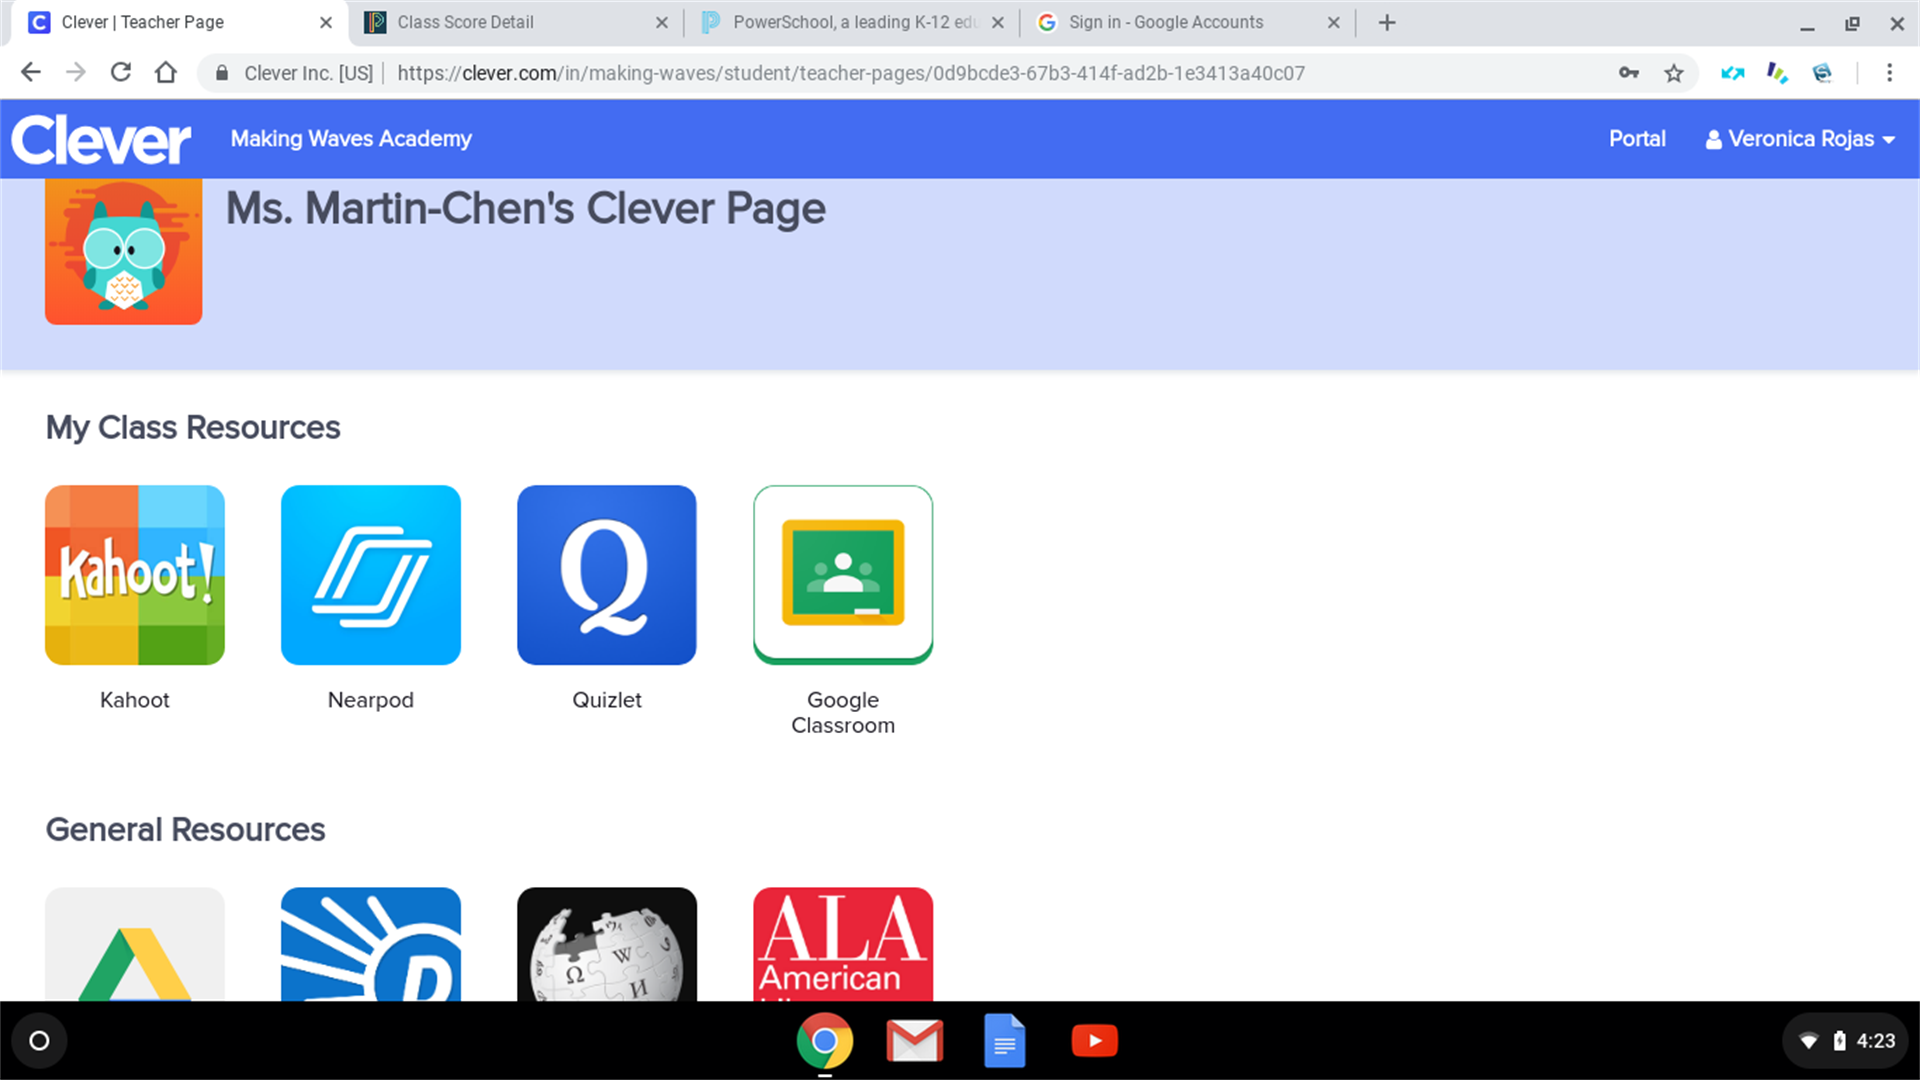 Clever | Teacher Page
Class Score Detail
PowerSchool, a leading K-12 edu
Sign in - Google Accounts
Clever Inc. [US] | https://clever.com/in/making-waves/student/teacher-pages/0d9bcde3-67b3-414f-ad2b-1e3413a40c07
Clever Making Waves Academy Portal Veronica Rojas
Ms. Martin-Chen's Clever Page
My Class Resources
Kahoot!
Q
Kahoot
Nearpod
Quizlet
Google
Classroom
General Resources
ALA
American
Ω W И
4:23